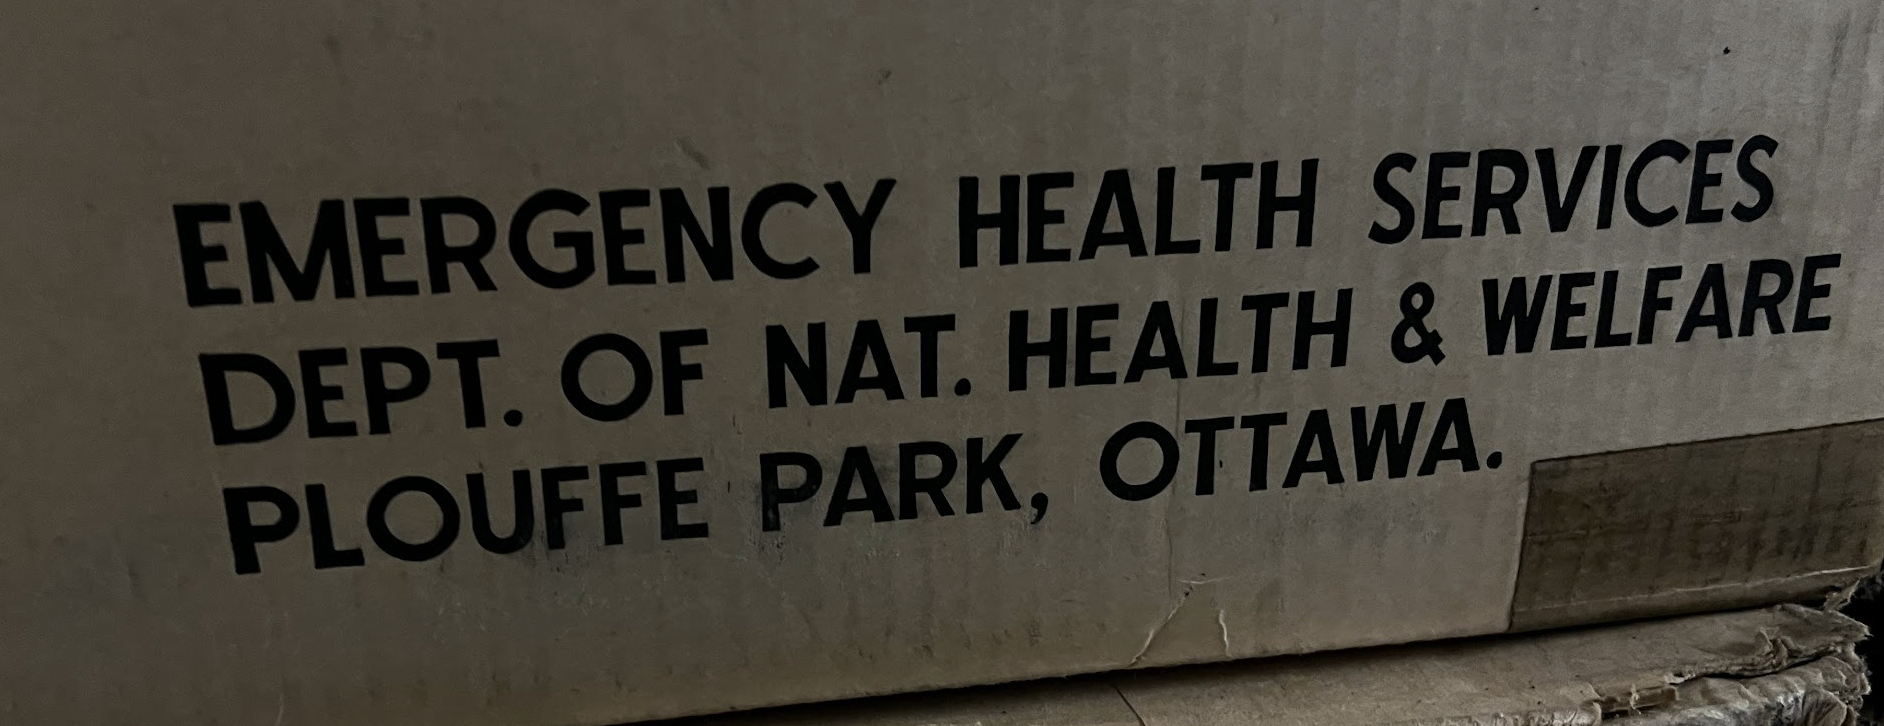 EMERGENCY HEALTH SERVICES
DEPT. OF NAT. HEALTH & WELFARE
PLOUFFE PARK, OTTAWA.